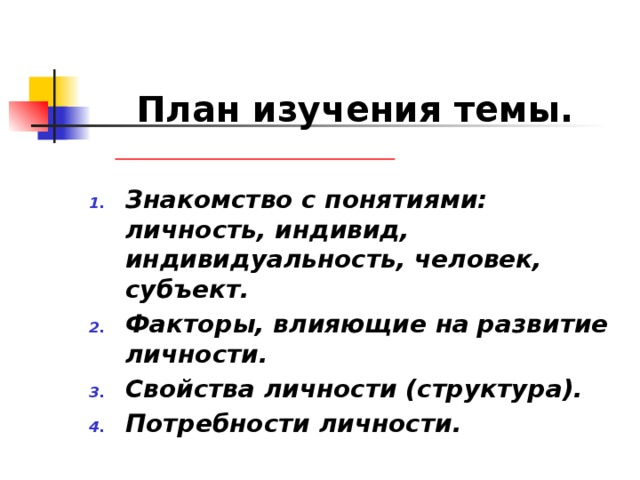 План изучения темы.
1. Знакомство с понятиями:
личность, индивид,
индивидуальность, человек,
субъект.
2. Факторы, влияющие на развитие
личности.
3. Свойства личности (структура).
4. Потребности личности.